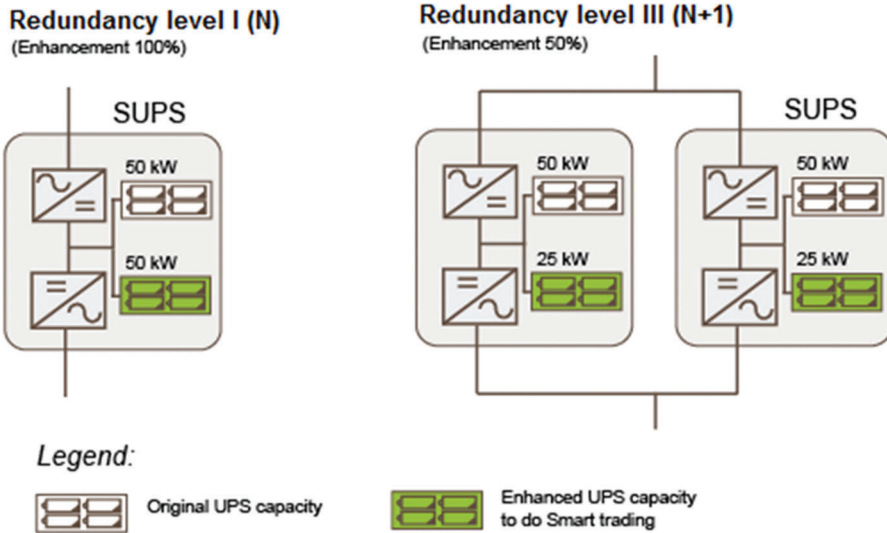 Redundancy level I (N)
(Enhancement 100%)
SUPS
50 kW
50 kW
Redundancy level III (N+1)
(Enhancement 50%)
SUPS
50 kW
25 kW
50 kW
25 kW
Legend:
Original UPS capacity
Enhanced UPS capacity
to do Smart trading